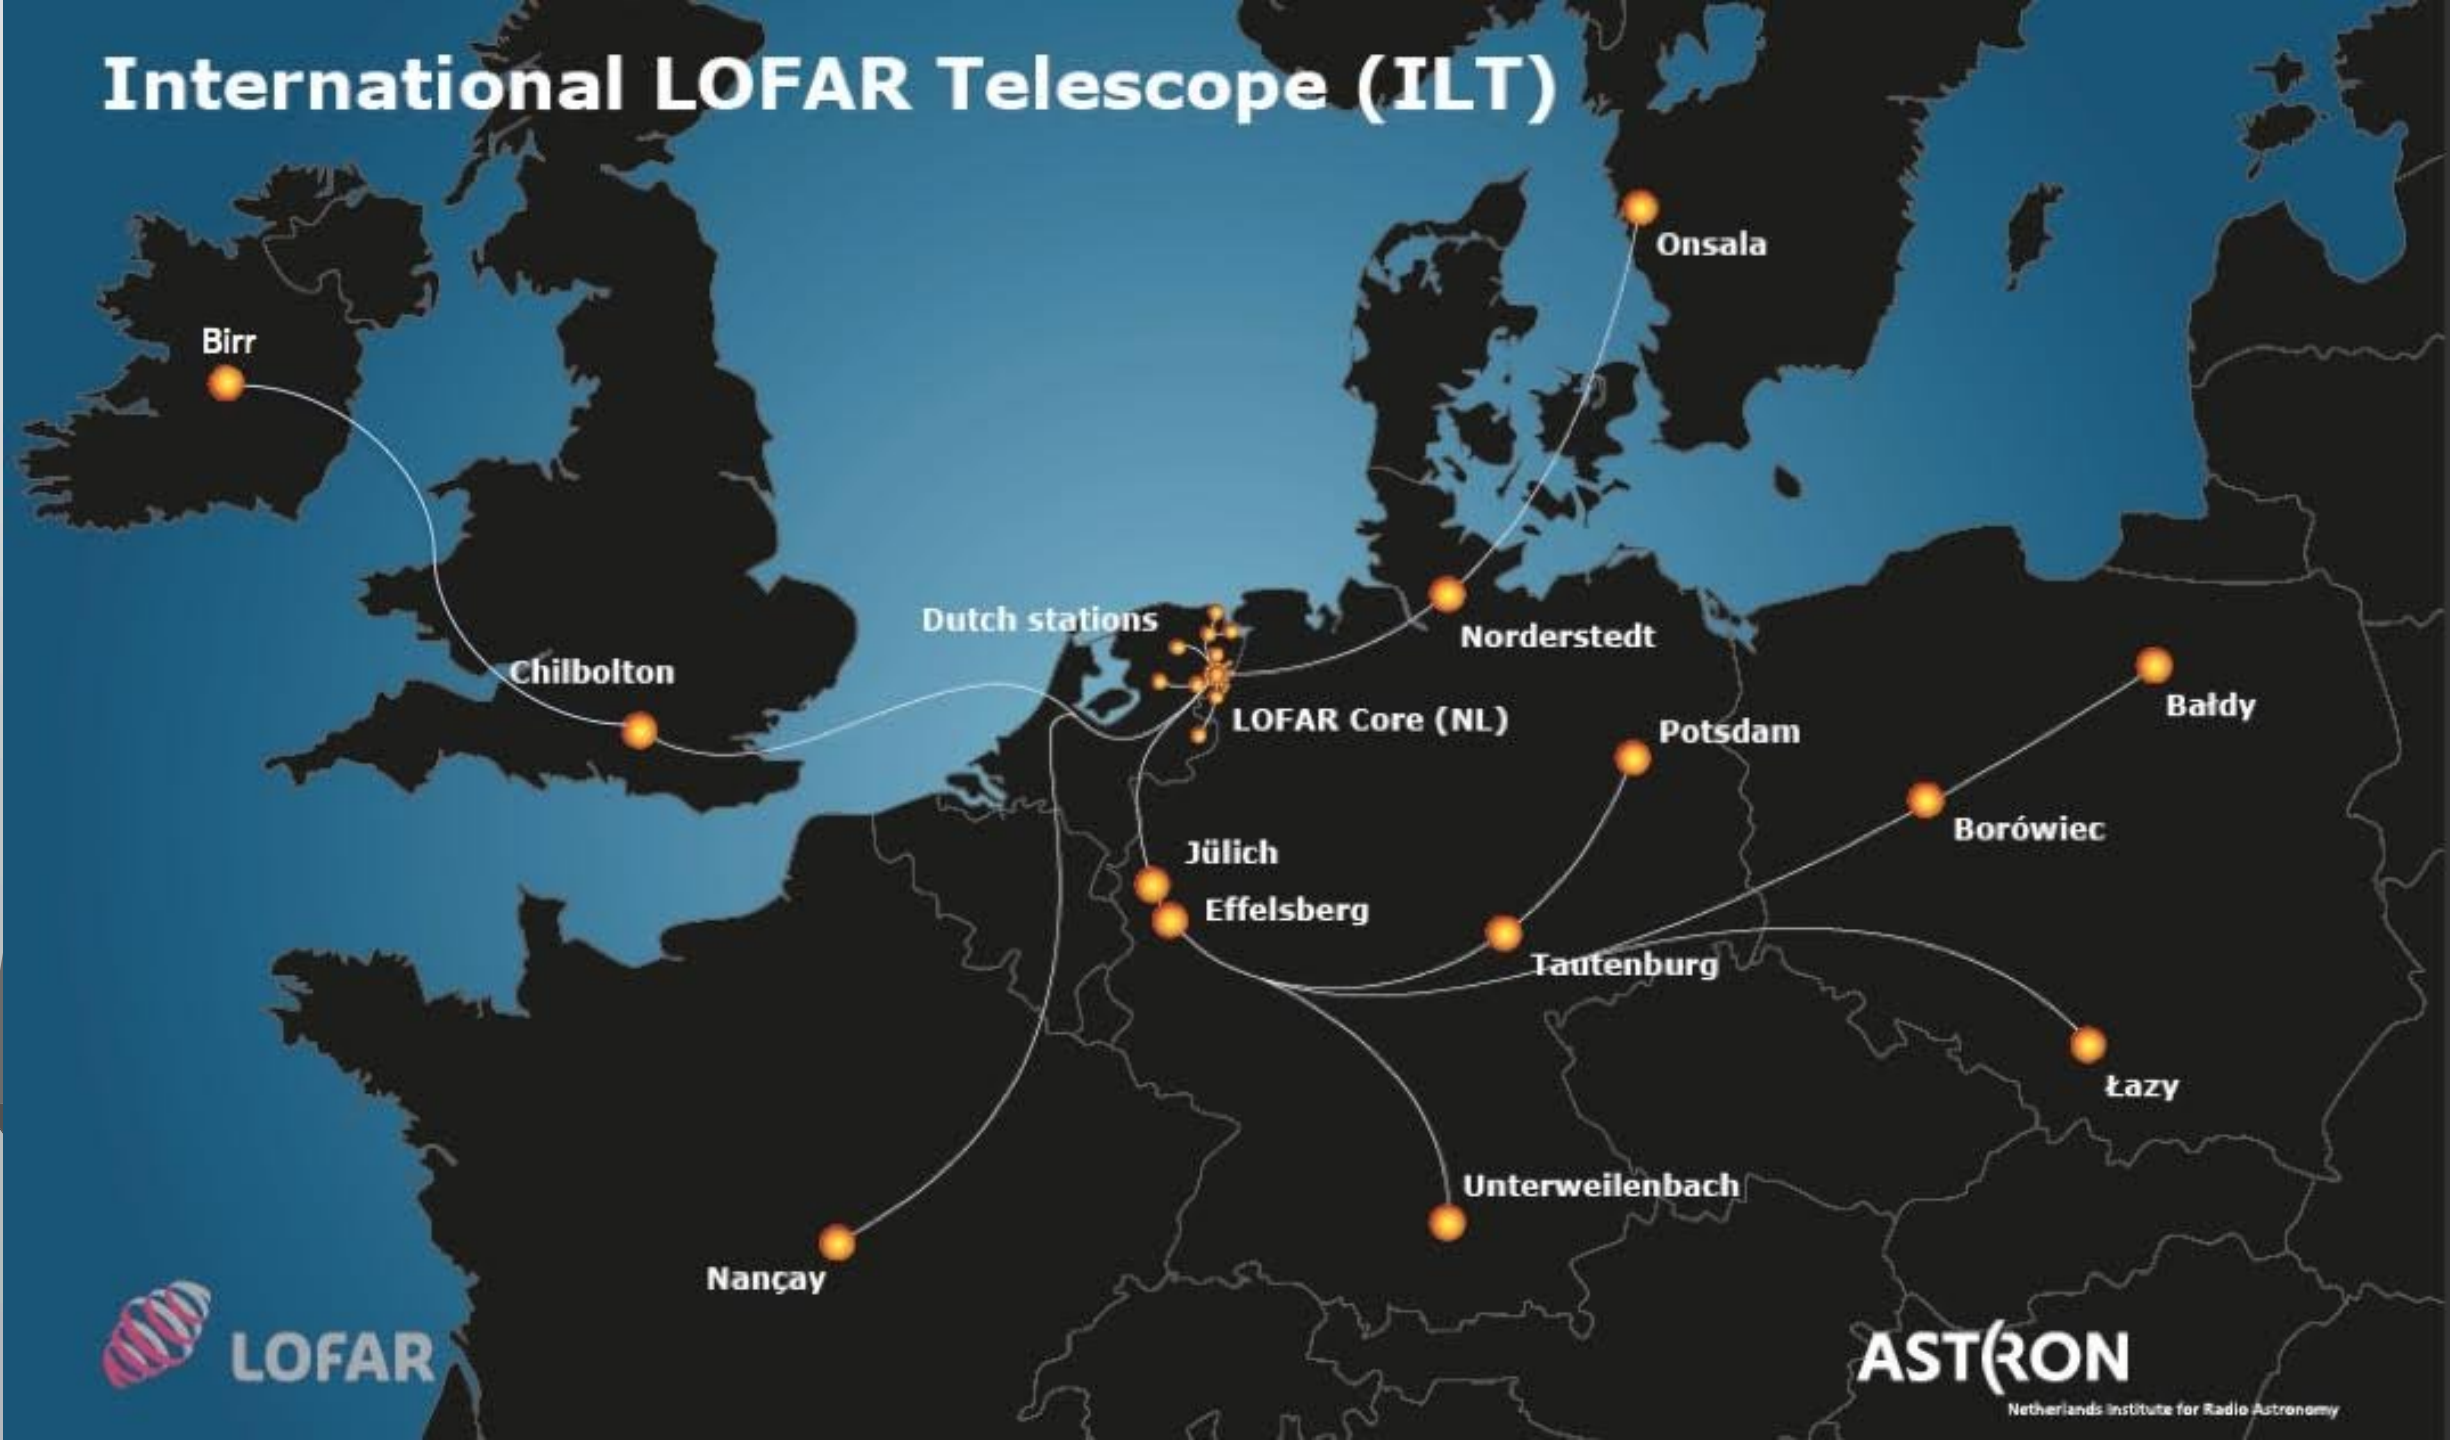 International LOFAR Telescope (ILT)
Onsala
Birr
Dutch stations
Norderstedt
Chilbolton
Bałdy
LOFAR Core (NL)
Potsdam
Borówiec
Jülich
Effelsberg
Tautenburg
Łazy
Unterweilenbach
Nançay
LOFAR
ASTRON
Netherlands Institute for Radio Astronomy